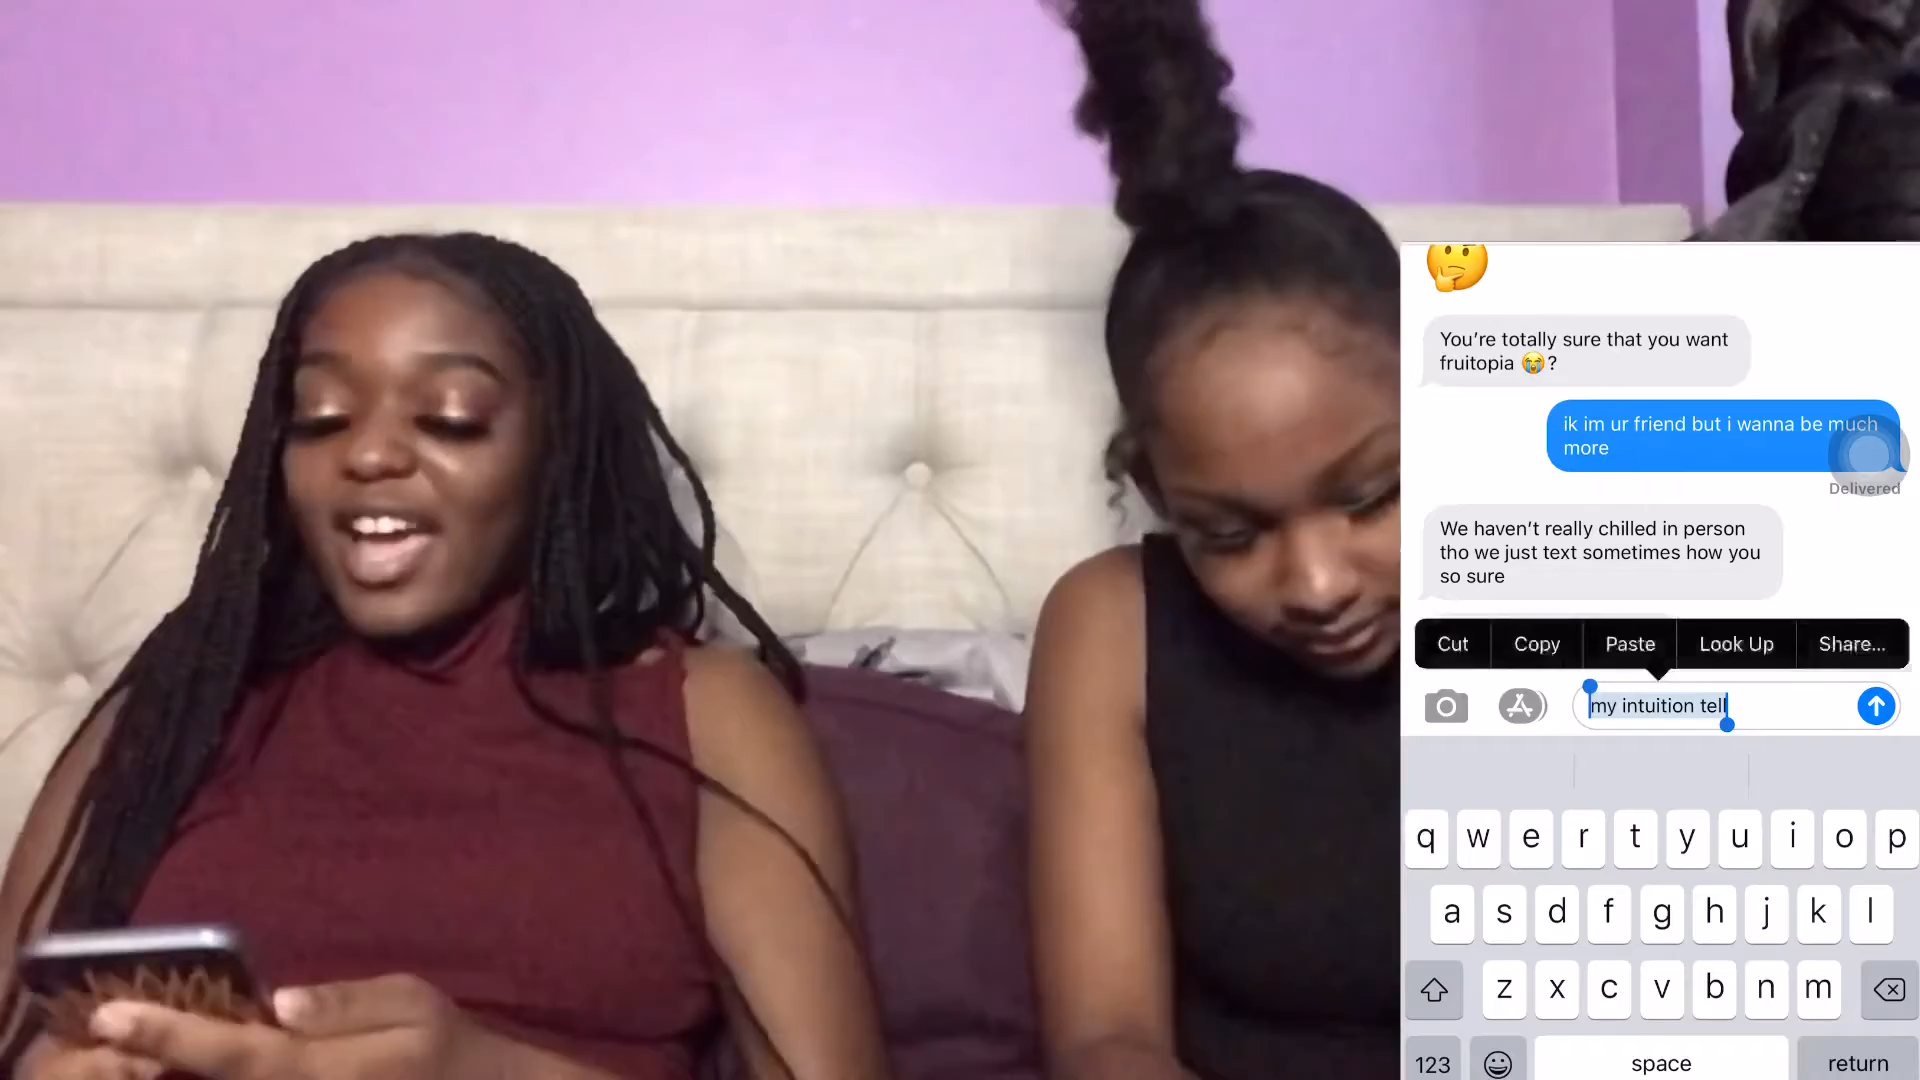 You’re totally sure that you want
fruitopia 😭?
ik im ur friend but i wanna be much
more
Delivered
We haven’t really chilled in person
tho we just text sometimes how you
so sure
Cut Copy Paste Look Up Share...
my intuition tell
q w e r t y u i o p
a s d f g h j k l
z x c v b n m
123 space return